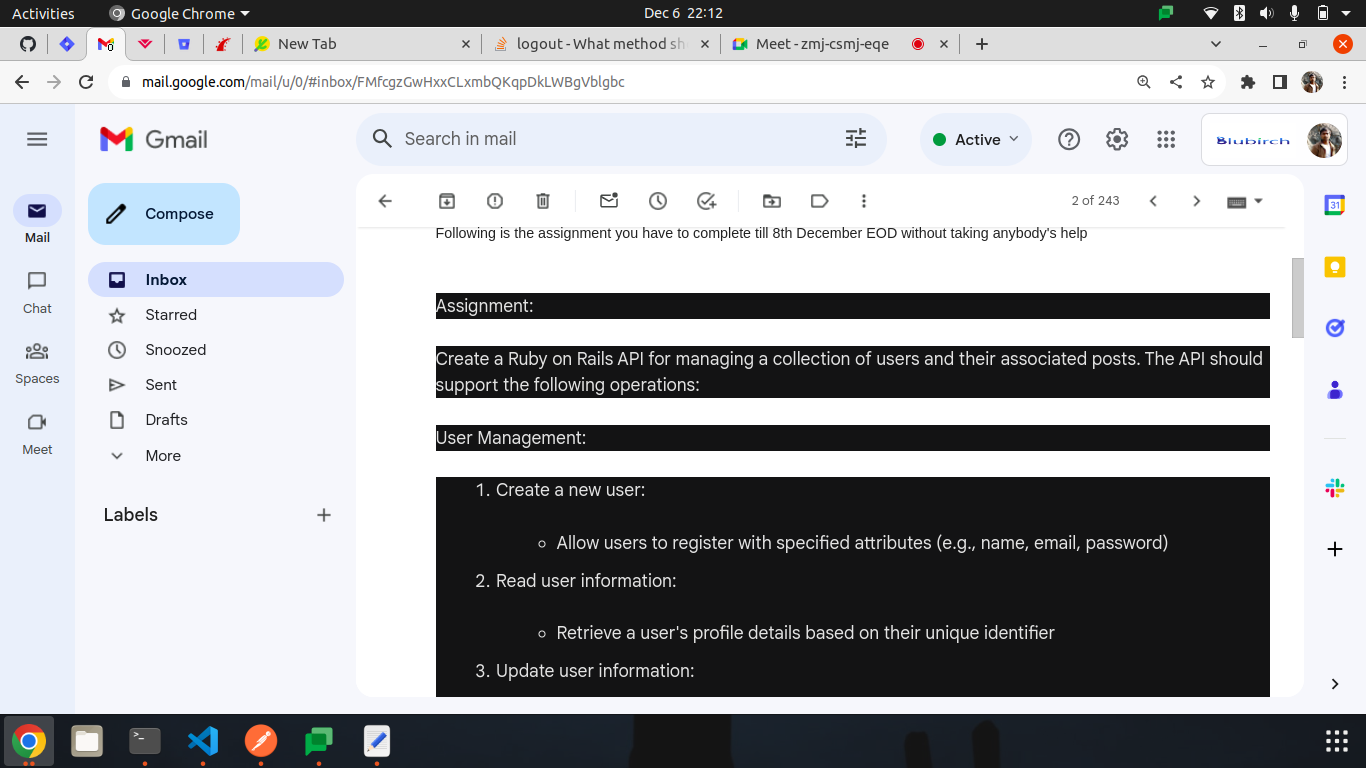 Activities
Google Chrome
Dec 6 22:12
0
New Tab
logout - What method sh
Meet - zmj-csmj-eqe
mail.google.com/mail/u/0/#inbox/FMfcgzGwHxxCLxmbQKqpDkLWBgVblgbc
Gmail
Search in mail
Active
Blubirch
Mail
Chat
Spaces
Meet
Compose
Inbox
Starred
Snoozed
Sent
Drafts
More
Labels
2 of 243
31
Following is the assignment you have to complete till 8th December EOD without taking anybody's help
Assignment:
Create a Ruby on Rails API for managing a collection of users and their associated posts. The API should
support the following operations:
User Management:
1. Create a new user:
Allow users to register with specified attributes (e.g., name, email, password)
2. Read user information:
Retrieve a user's profile details based on their unique identifier
3. Update user information: